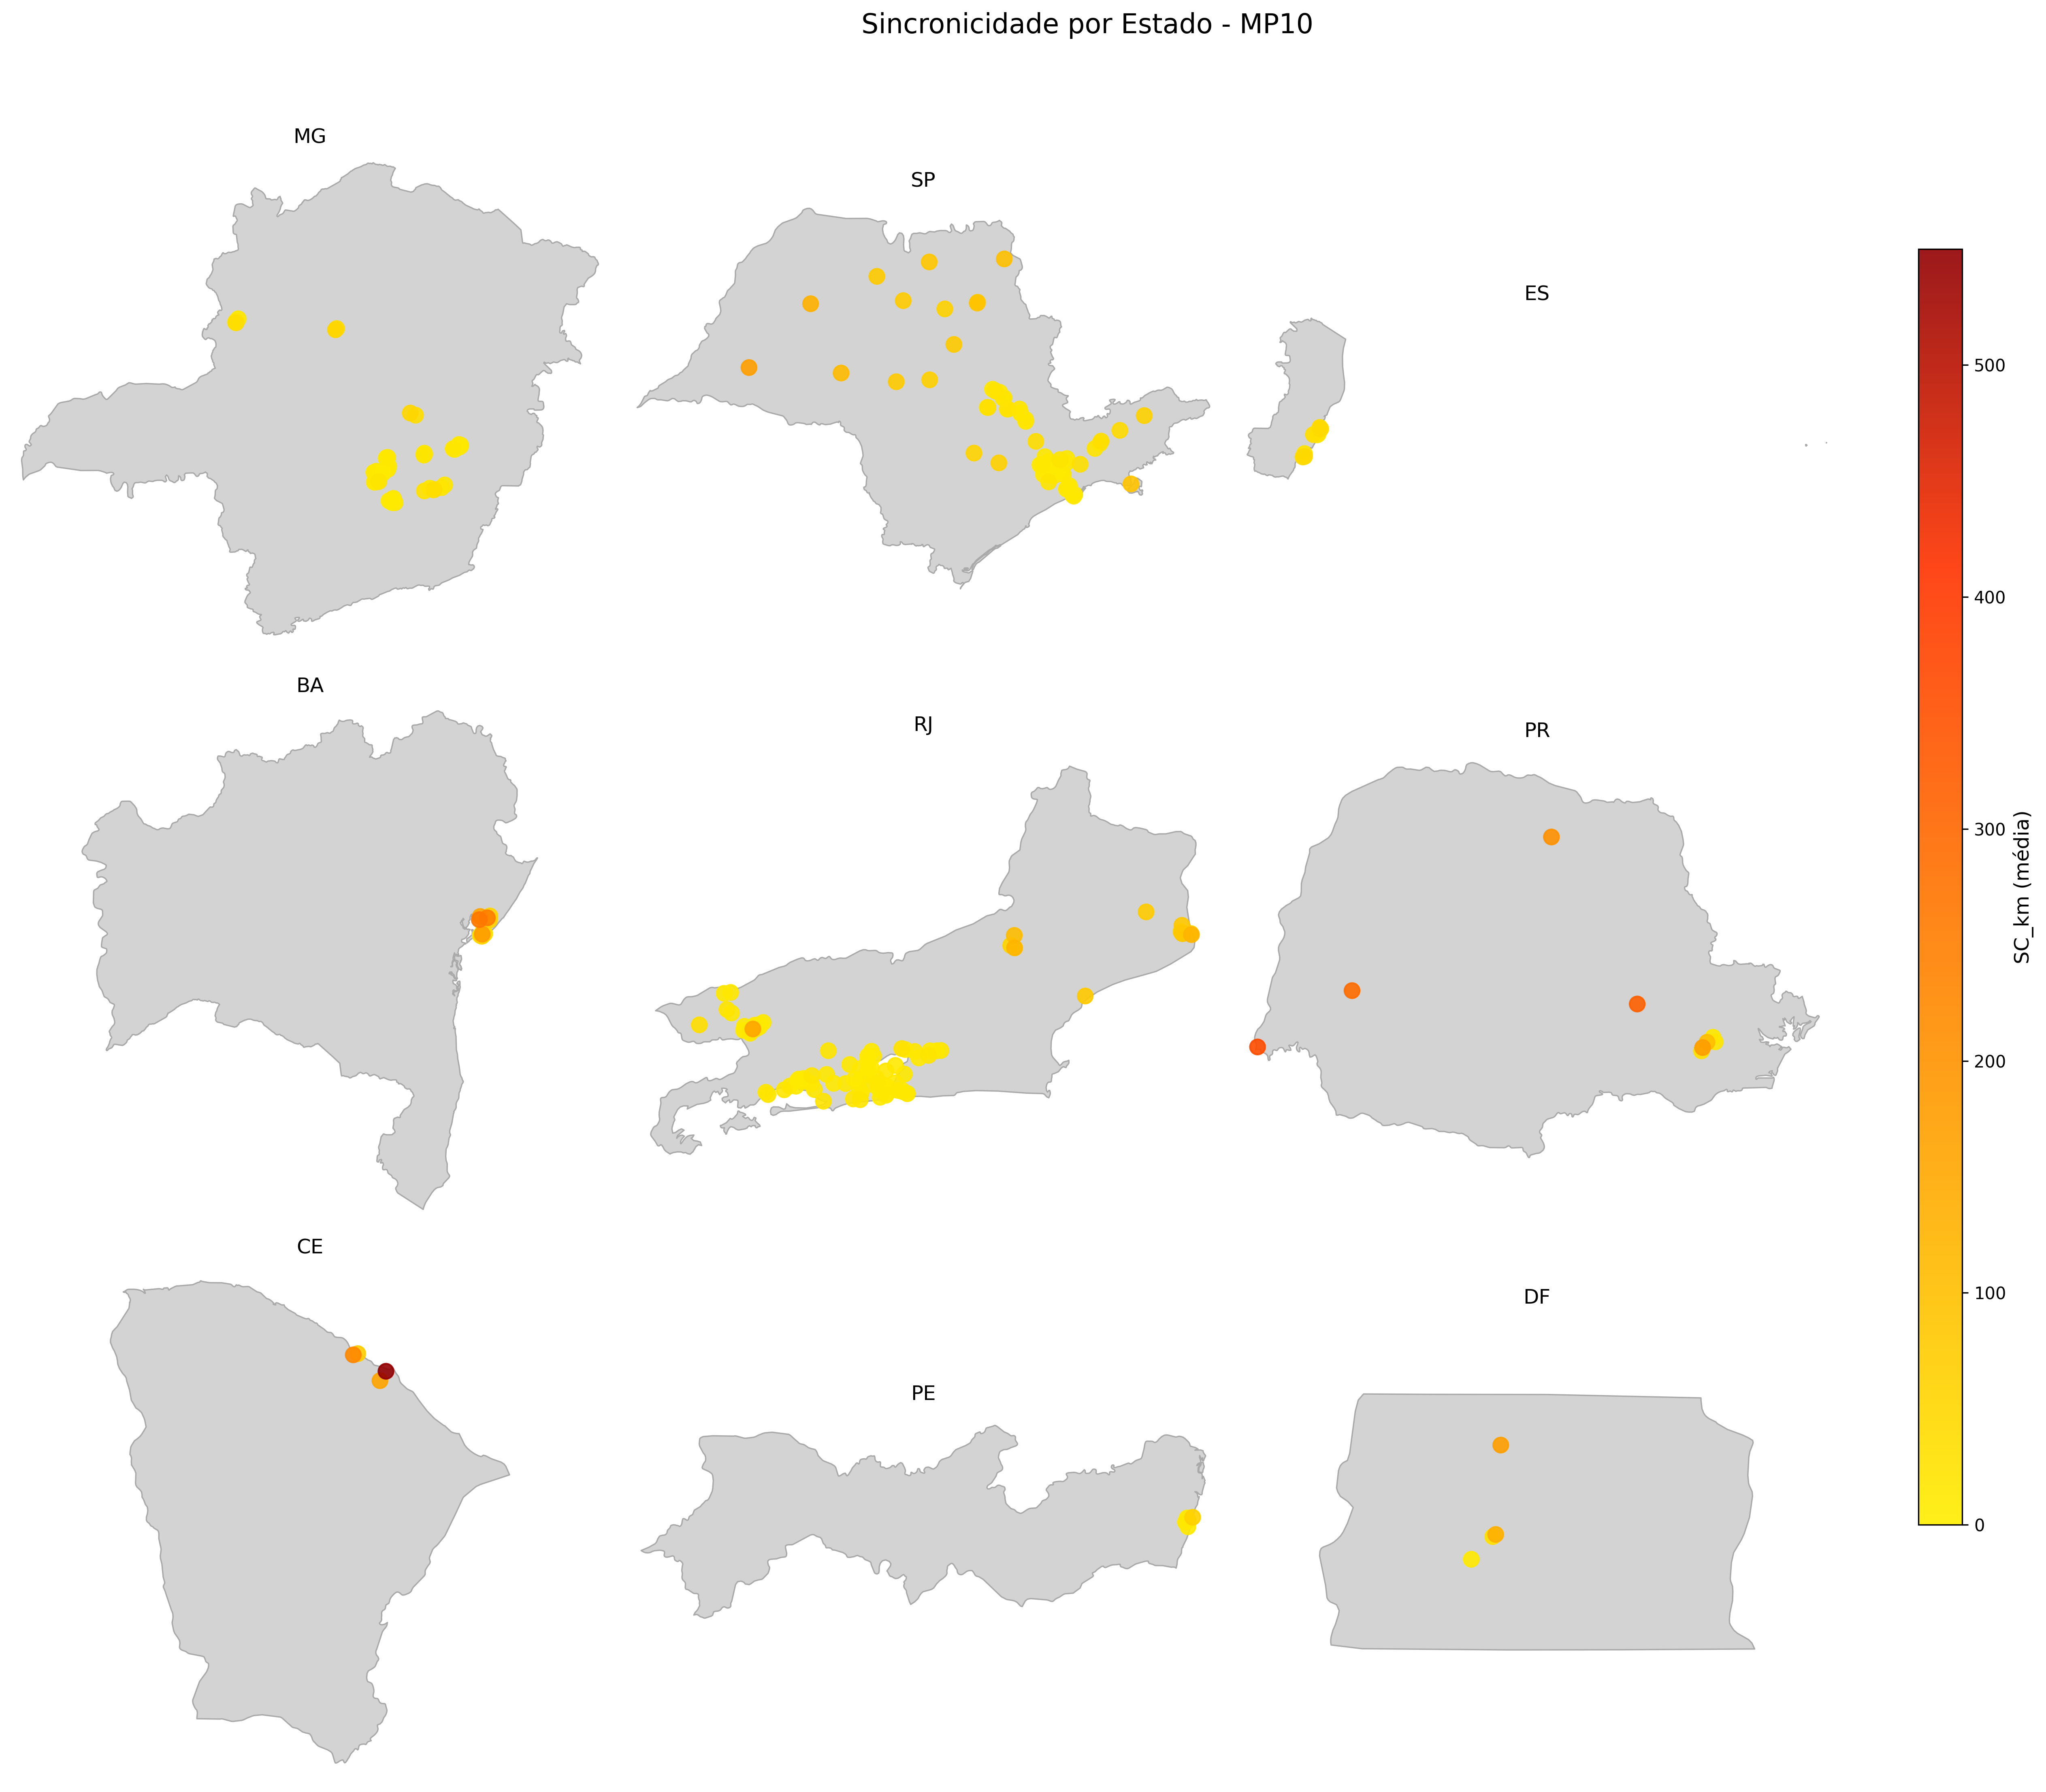 Sincronicidade por Estado - MP10
MG
SP
ES
BA
RJ
PR
CE
PE
DF
500
400
300
200
100
0
SC_km (média)